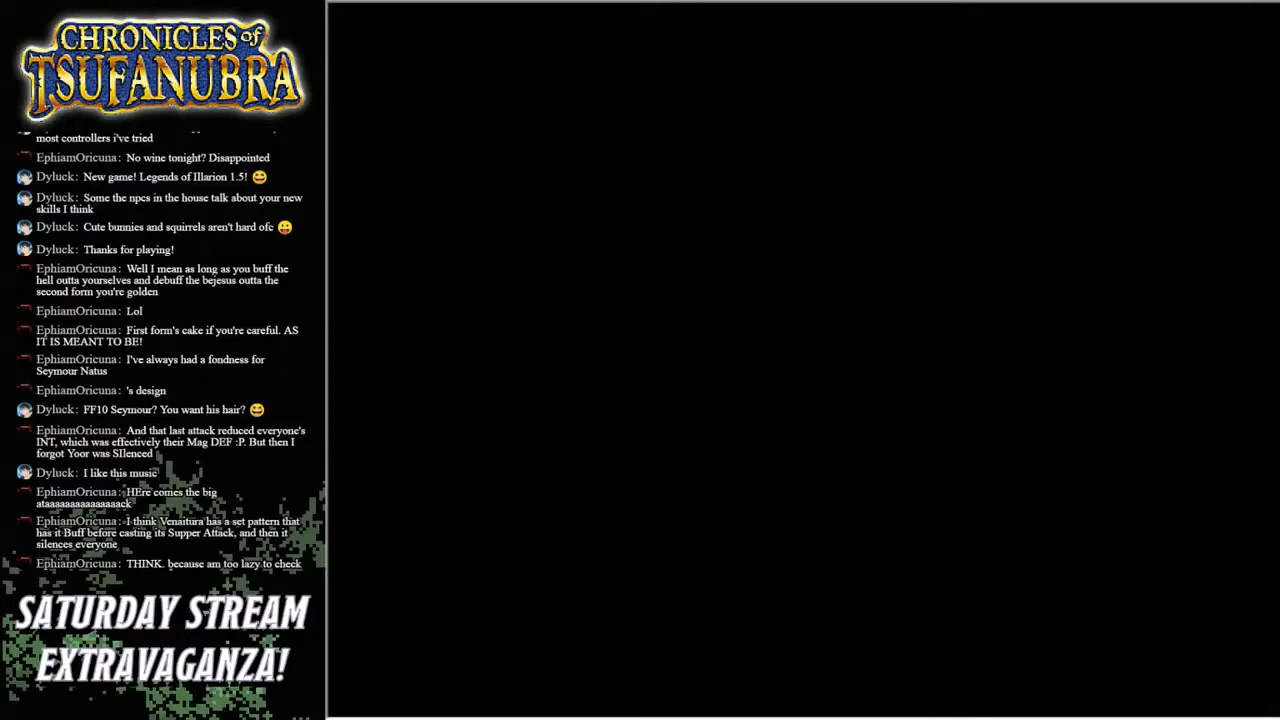 CHRONICLES of
TSUFANUBRA
most controllers i've tried
EphiamOricuna: No wine tonight? Disappointed
Dyluck: New game! Legends of Illarion 1.5! 😆
Dyluck: Some the npcs in the house talk about your new
skills I think
Dyluck: Cute bunnies and squirrels aren't hard ofc 😛
Dyluck: Thanks for playing!
EphiamOricuna: Well I mean as long as you buff the
hell outta yourselves and debuff the bejesus outta the
second form you're golden
EphiamOricuna: Lol
EphiamOricuna: First form's cake if you're careful. AS
IT IS MEANT TO BE!
EphiamOricuna: I've always had a fondness for
Seymour Natus
EphiamOricuna: 's design
Dyluck: FF10 Seymour? You want his hair? 😆
EphiamOricuna: And that last attack reduced everyone's
INT, which was effectively their Mag DEF :P. But then I
forgot Yoor was SIlenced
Dyluck: I like this music
EphiamOricuna: HEre comes the big
ataaaaaaaaaaaaaaack
EphiamOricuna: I think Venaitura has a set pattern that
has it Buff before casting its Supper Attack, and then it
silences everyone
EphiamOricuna: THINK. because am too lazy to check
SATURDAY STREAM
EXTRAVAGANZA!